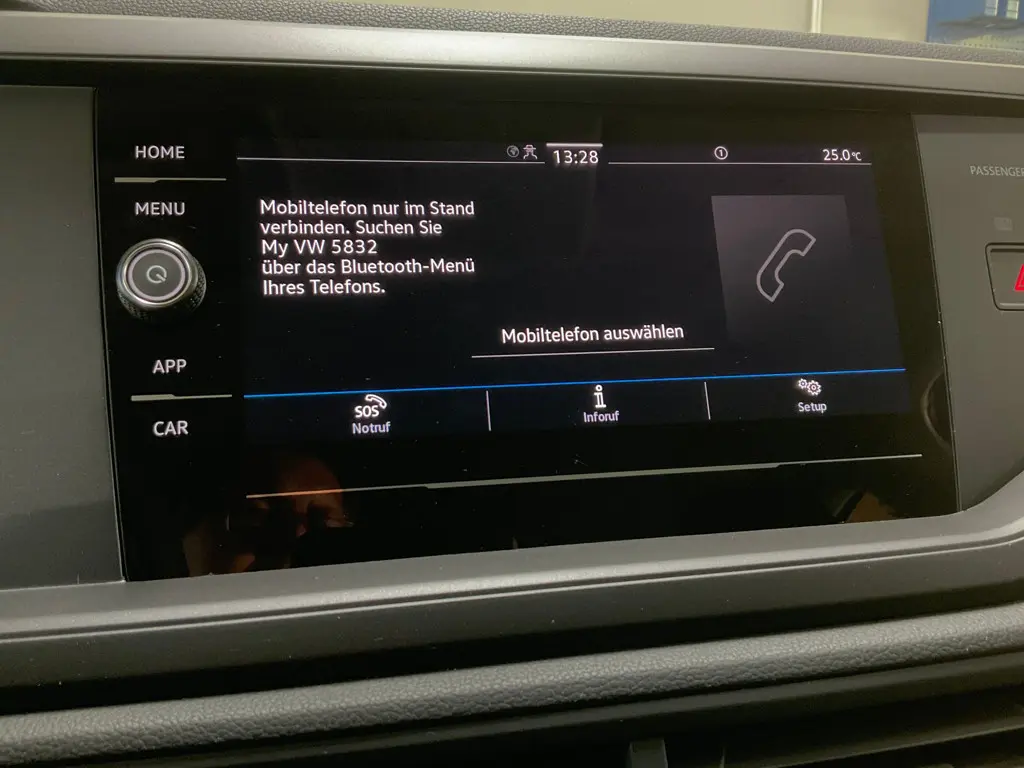 HOME
MENU
APP
CAR
13:28
1
25.0°C
PASSENGER
Mobiltelefon nur im Stand
verbinden. Suchen Sie
My VW 5832
über das Bluetooth-Menü
Ihres Telefons.
Mobiltelefon auswählen
SOS
Notruf
Inforuf
Setup